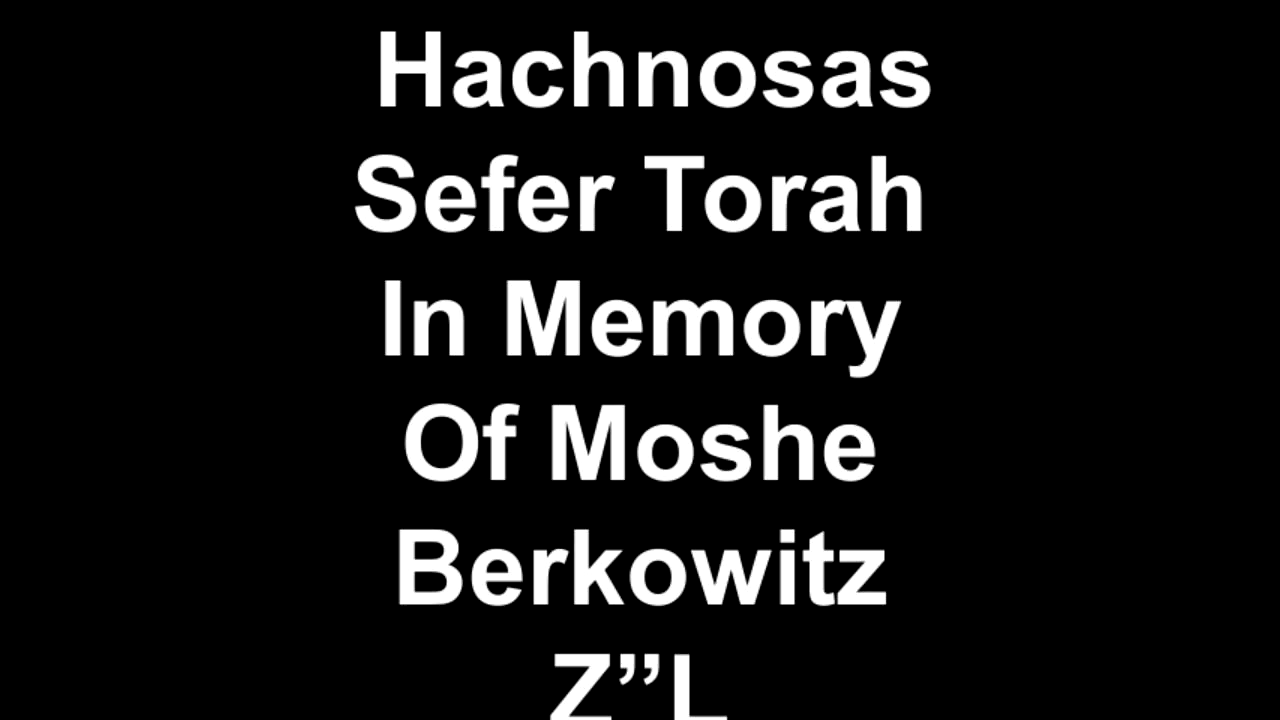 Hachnosas
Sefer Torah
In Memory
Of Moshe
Berkowitz
Z”L